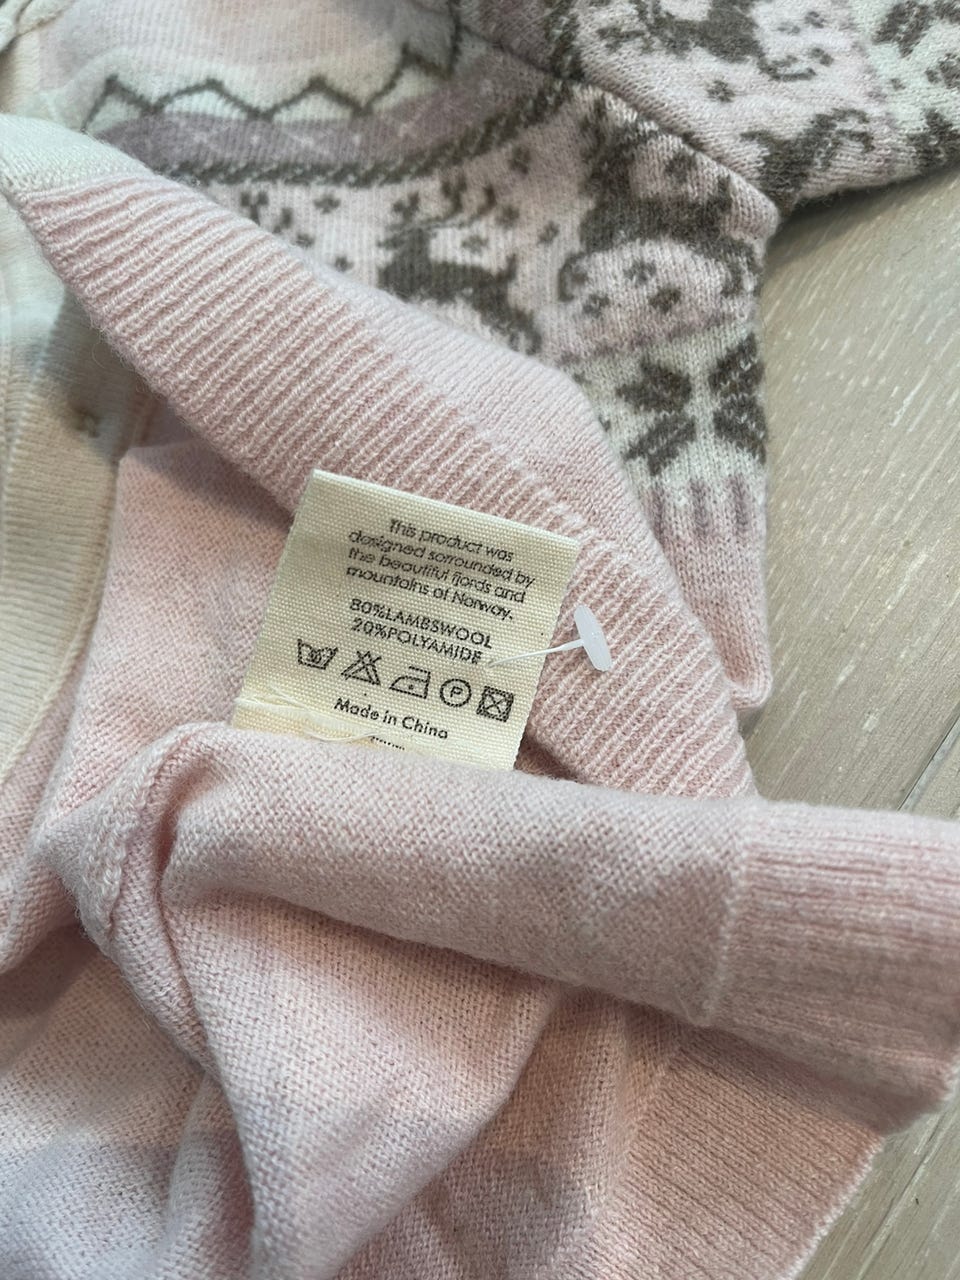 This product was
designed sorrounded by
the beautiful fjords and
mountains of Norway.
80%LAMBSWOOL
20%POLYAMIDE
30
P
Made in China